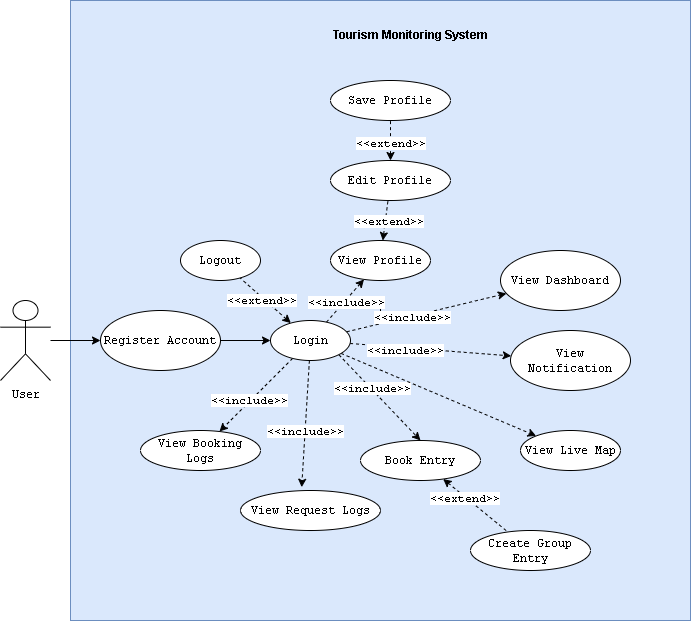 Tourism Monitoring System
Save Profile
<<extend>>
Edit Profile
<<extend>>
Logout
View Profile
View Dashboard
<<extend>>
<<include>>
<<include>>
User
Register Account
Login
<<include>>
View
Notification
<<include>>
<<include>>
<<include>>
View Booking
Logs
Book Entry
View Live Map
<<extend>>
View Request Logs
Create Group
Entry